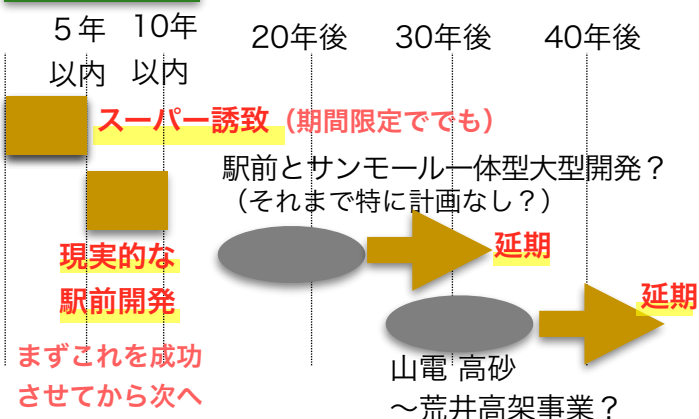 5年以内
10年以内
20年後
30年後
40年後
スーパー誘致（期間限定ででも）
駅前とサンモール一体型大型開発？
（それまで特に計画なし？）
現実的な
駅前開発
延期
延期
まずこれを成功
させてから次へ
山電 高砂
～荒井高架事業？